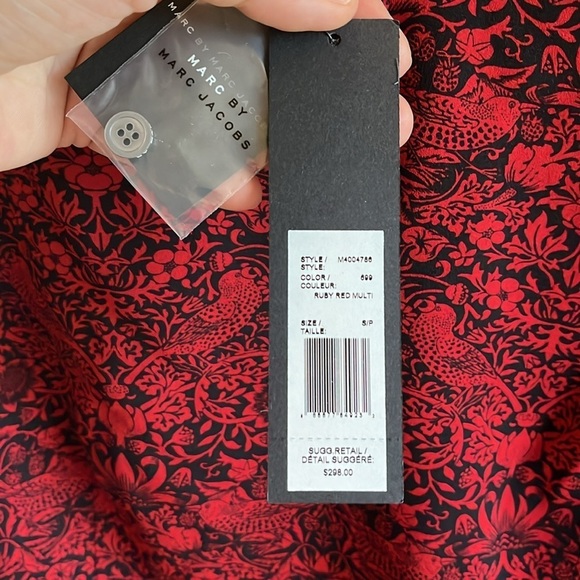 MARC BY MARC JACOBS
MARC BY
MARC JACOBS
STYLE / M4004786
STYLE:
COLOR / 699
COULEUR:
RUBY RED MULTI
SIZE / S/P
TAILLE:
SUGG.RETAIL /
DÉTAIL SUGGÉRÉ:
$298.00